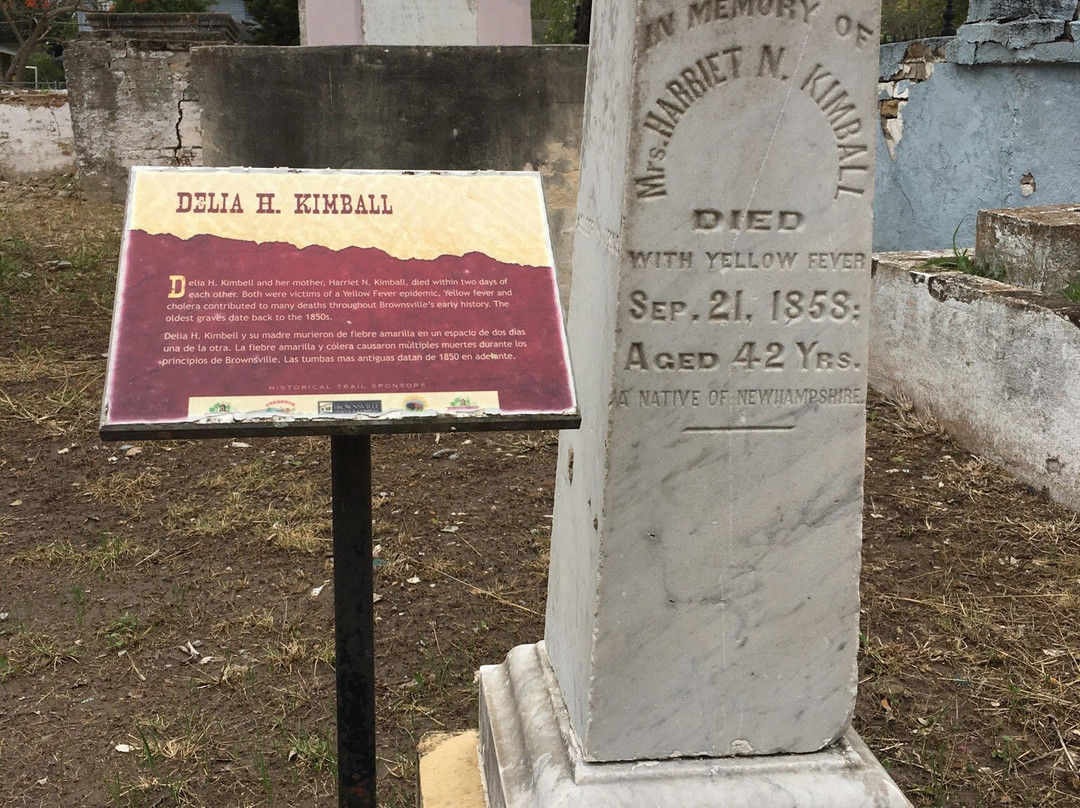 DELIA H. KIMBALL
Delia H. Kimbell and her mother, Harriet N. Kimball, died within two days of
each other. Both were victims of a Yellow Fever epidemic. Yellow fever and
cholera contributed to many deaths throughout Brownsville's early history. The
oldest graves date back to the 1850s.
Delia H. Kimbell y su madre murieron de fiebre amarilla en un espacio de dos dias
una de la otra. La fiebre amarilla y cólera causaron múltiples muertes durante los
principios de Brownsville. Las tumbas mas antiguas datan de 1850 en adelante.
HISTORICAL TRAIL SPONSORS
IN MEMORY OF
Mrs. HARRIET N. KIMBALL
DIED
WITH YELLOW FEVER
SEP. 21, 1858;
AGED 42 YRS.
A NATIVE OF NEWHAMPSHIRE